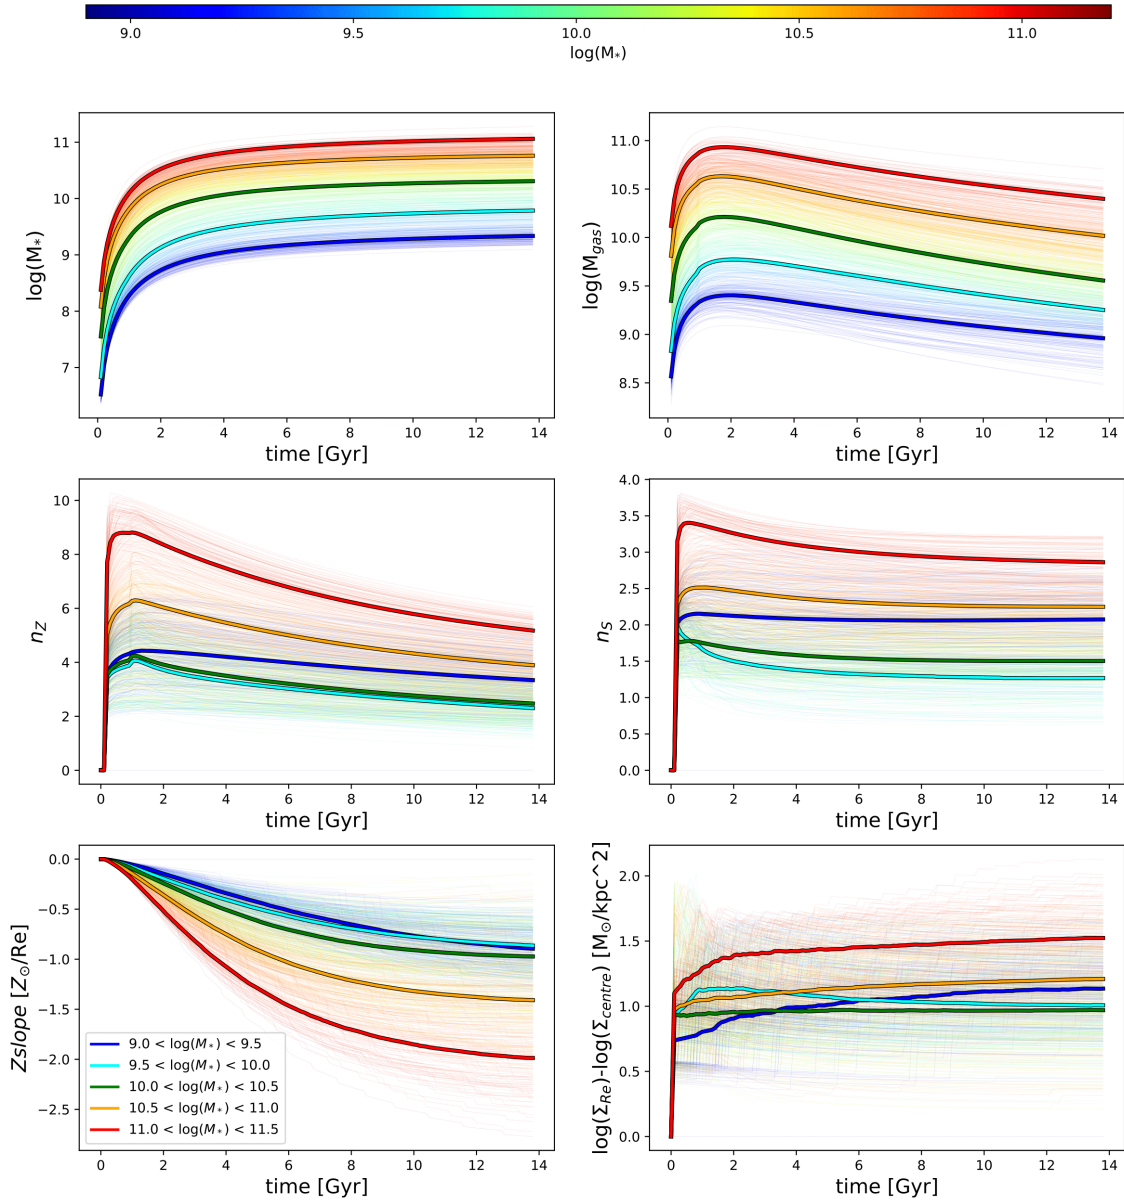 9.0 9.5 10.0 10.5 11.0
log(M*)
log(M*)
11
10
9
8
7
0 2 4 6 8 10 12 14
time [Gyr]
log(M_gas)
11.0
10.5
10.0
9.5
9.0
8.5
0 2 4 6 8 10 12 14
time [Gyr]
n_Z
10
8
6
4
2
0
0 2 4 6 8 10 12 14
time [Gyr]
n_S
4.0
3.5
3.0
2.5
2.0
1.5
1.0
0.5
0.0
0 2 4 6 8 10 12 14
time [Gyr]
Zslope [Z⊙/Re]
0.0
−0.5
−1.0
−1.5
−2.0
−2.5
9.0 < log(M*) < 9.5
9.5 < log(M*) < 10.0
10.0 < log(M*) < 10.5
10.5 < log(M*) < 11.0
11.0 < log(M*) < 11.5
0 2 4 6 8 10 12 14
time [Gyr]
log(Σ_Re)-log(Σ_centre) [M⊙/kpc^2]
2.0
1.5
1.0
0.5
0.0
0 2 4 6 8 10 12 14
time [Gyr]